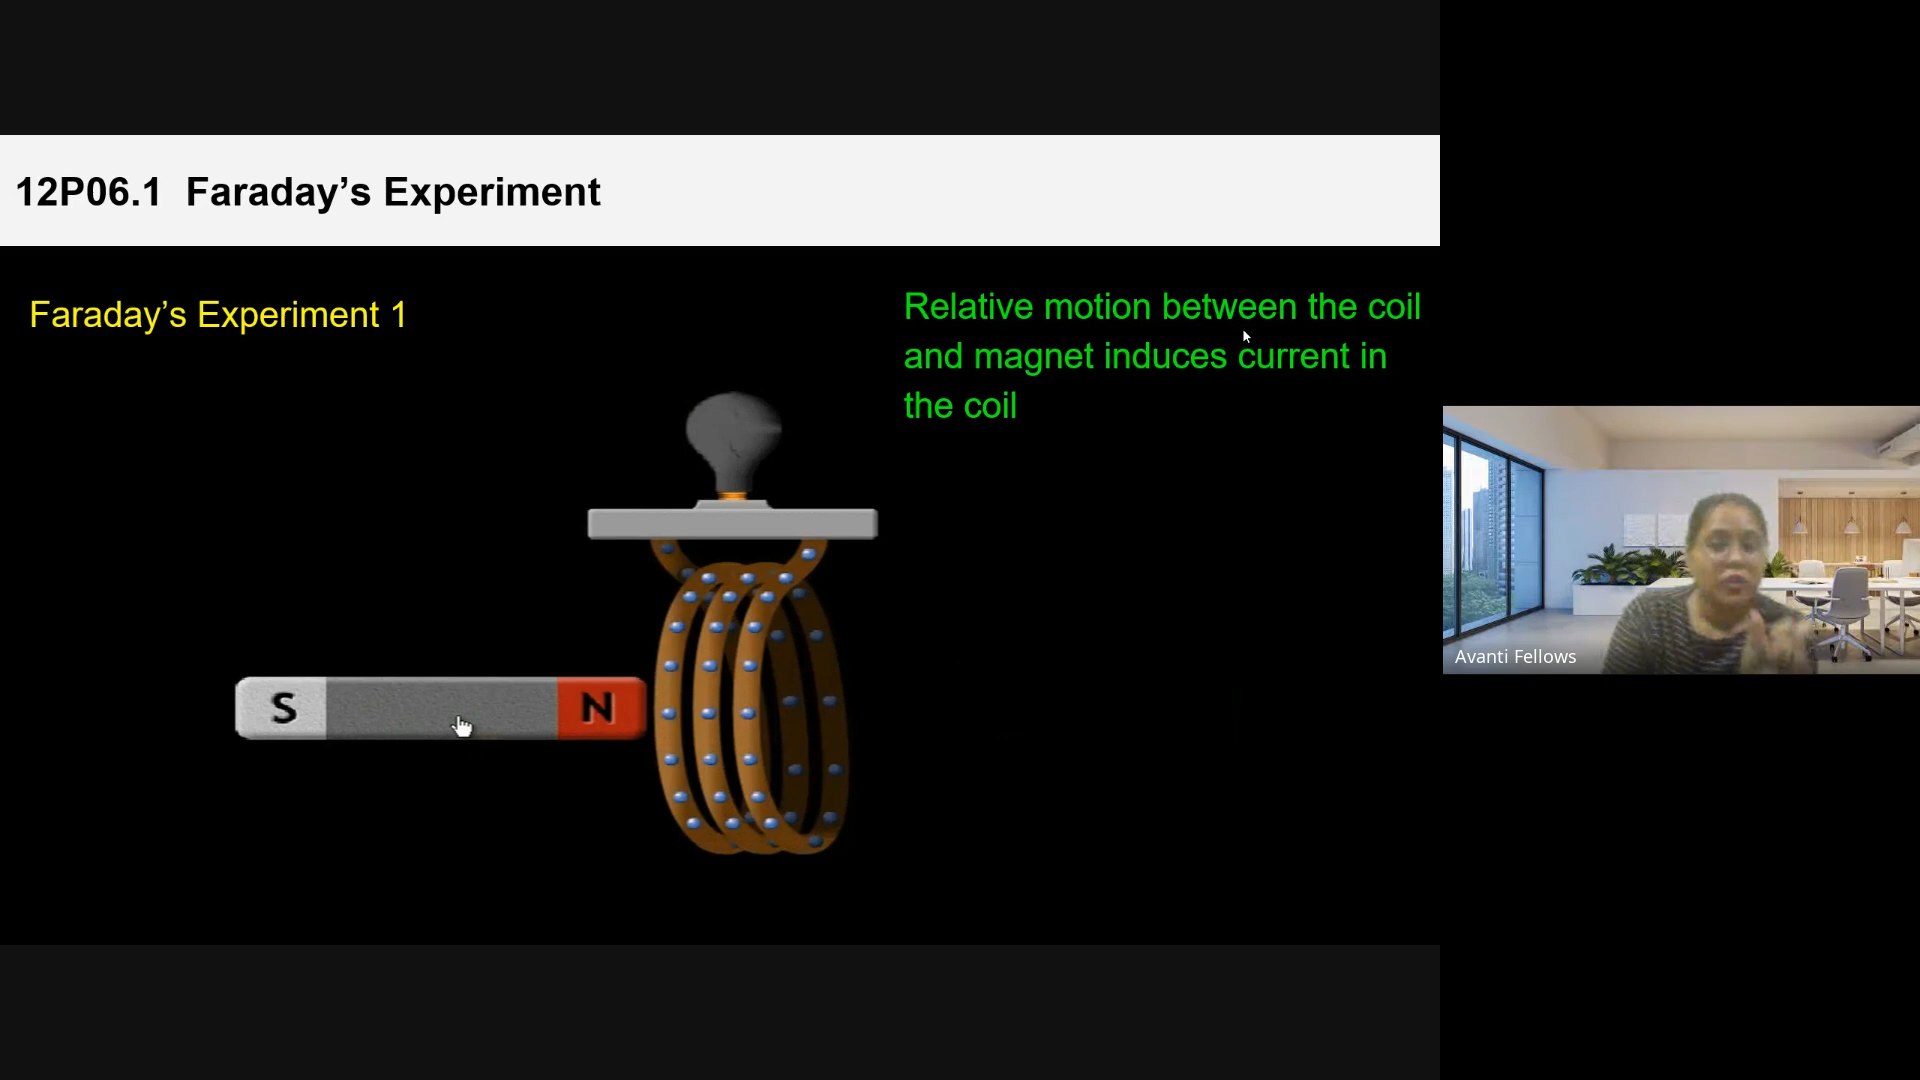 12P06.1 Faraday’s Experiment
Faraday’s Experiment 1
Relative motion between the coil
and magnet induces current in
the coil
S
N
Avanti Fellows